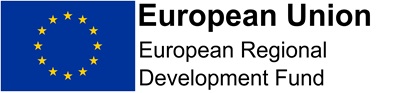 European Union
European Regional
Development Fund